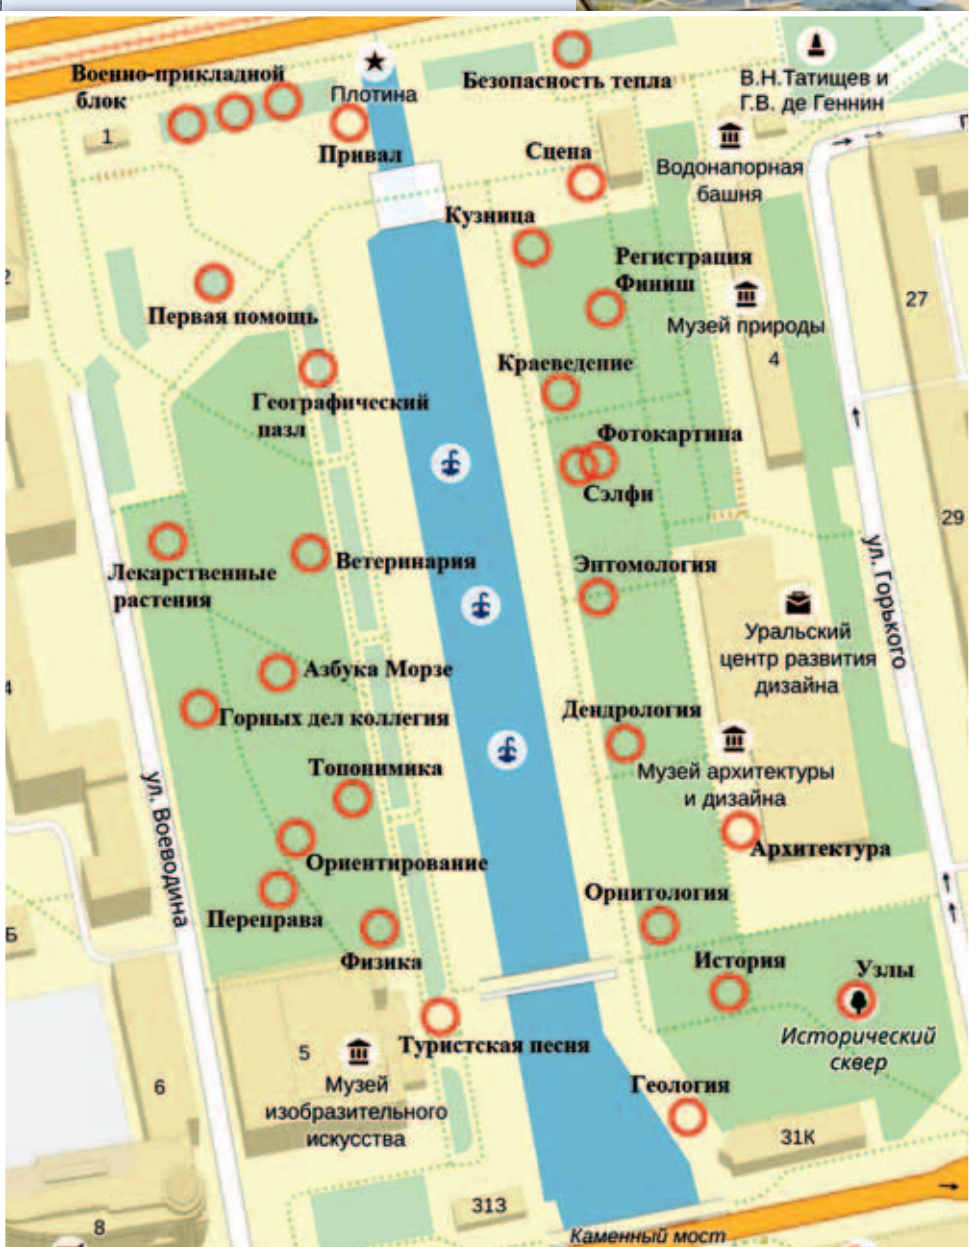 Военно-прикладной
блок
Плотина
Безопасность тепла
В.Н.Татищев и
Г.В. де Геннин
1
Привал
Сцена
Водонапорная
башня
Кузница
2
Регистрация
Финиш
Первая помощь
Музей природы
27
4
Краеведение
Географический
пазл
Фотокартина
Сэлфи
29
Лекарственные
растения
Ветеринария
Энтомология
ул. Горького
Уральский
центр развития
дизайна
4
Азбука Морзе
Горных дел коллегия
Дендрология
Топонимика
Музей архитектуры
и дизайна
ул. Воеводина
Ориентирование
Архитектура
Переправа
Орнитология
Б
Физика
История
Узлы
Туристская песня
Исторический
сквер
5
6
Музей
изобразительного
искусства
Геология
31К
313
8
Каменный мост